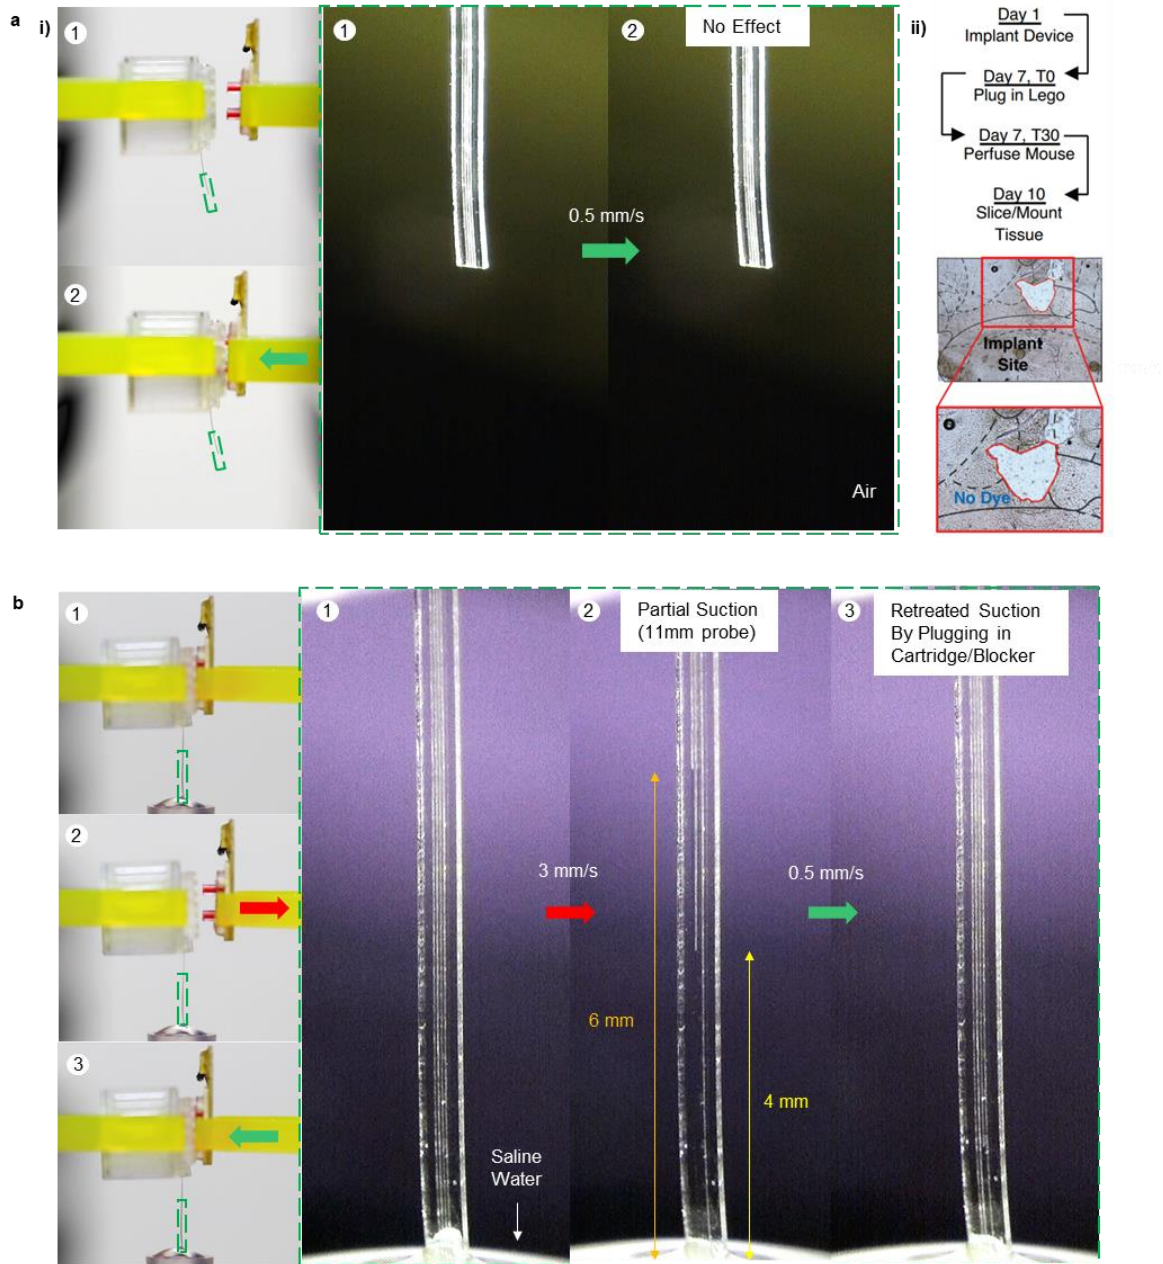 a
i)
1
1
2
No Effect
0.5 mm/s
Air
2
ii)
Day 1
Implant Device
Day 7, T0
Plug in Lego
Day 7, T30
Perfuse Mouse
Day 10
Slice/Mount
Tissue
Implant
Site
No Dye
b
1
2
3
1
2
Partial Suction
(11mm probe)
3
Retreated Suction
By Plugging in
Cartridge/Blocker
3 mm/s
0.5 mm/s
6 mm
4 mm
Saline
Water